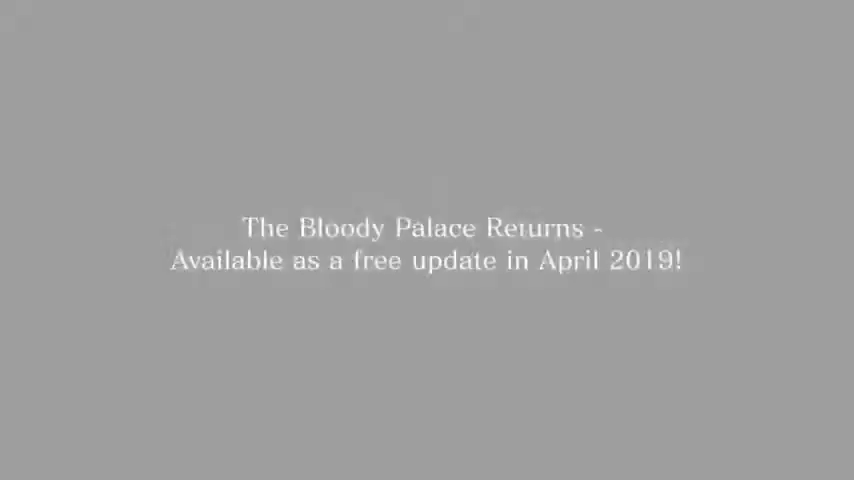 The Bloody Palace Returns -
Available as a free update in April 2019!